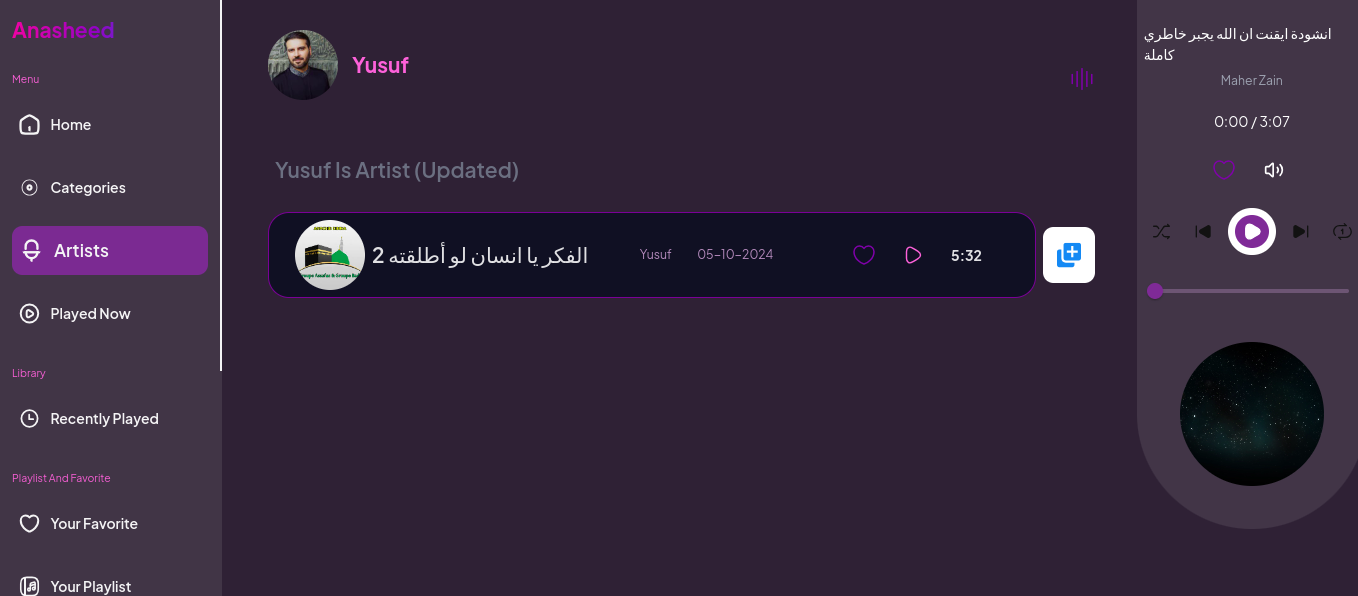 Anasheed
Menu
Home
Categories
Artists
Played Now
Library
Recently Played
Playlist And Favorite
Your Favorite
Your Playlist
Yusuf
Yusuf Is Artist (Updated)
الفكر يا انسان لو أطلقته 2
Yusuf
05-10-2024
5:32
انشودة ايقنت ان الله يجبر خاطري
كاملة
Maher Zain
0:00 / 3:07